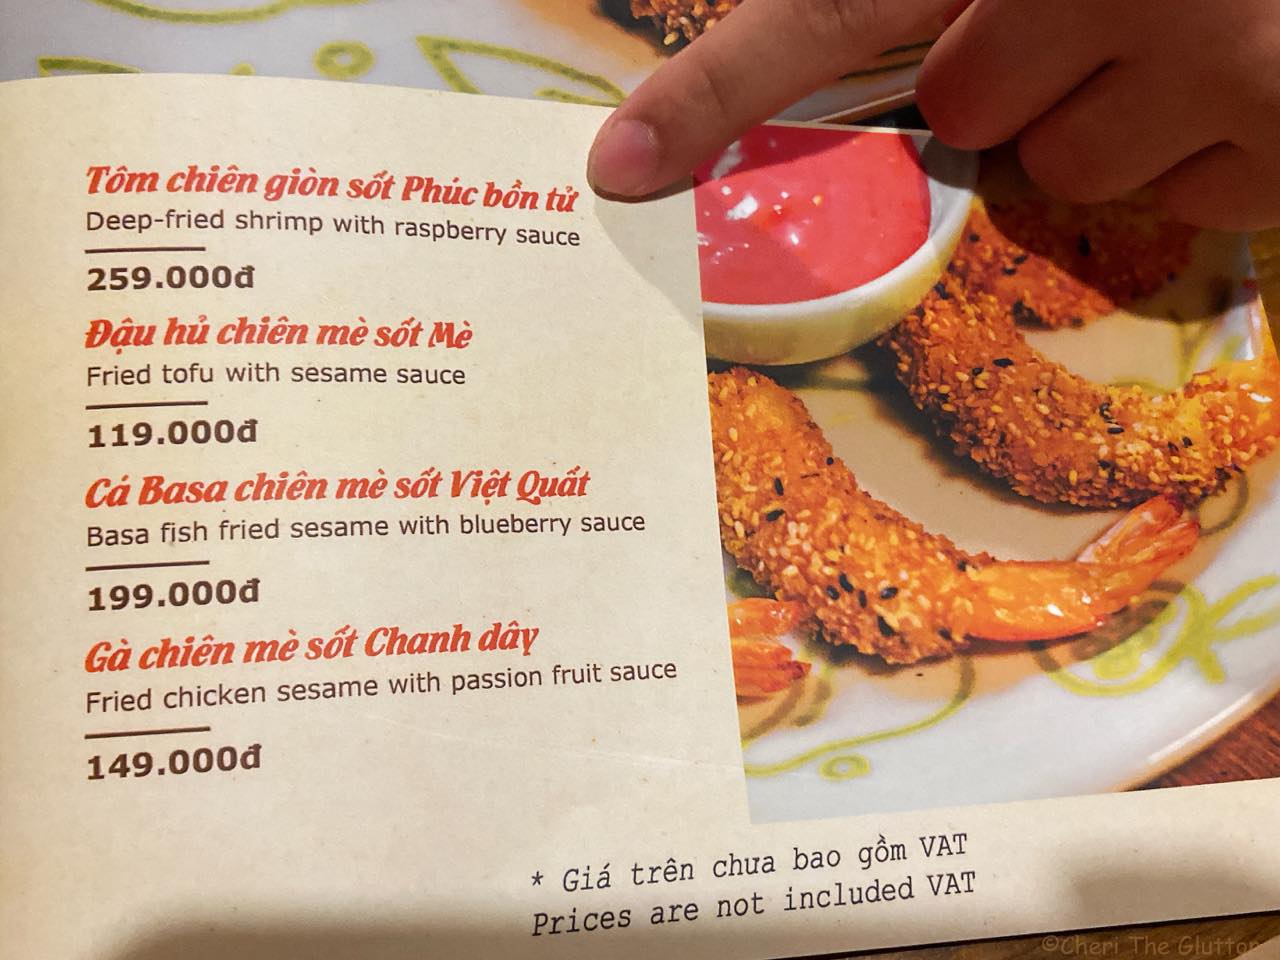 Tôm chiên giòn sốt Phúc bồn tử
Deep-fried shrimp with raspberry sauce
259.000đ
Đậu hủ chiên mè sốt Mè
Fried tofu with sesame sauce
119.000đ
Cá Basa chiên mè sốt Việt Quất
Basa fish fried sesame with blueberry sauce
199.000đ
Gà chiên mè sốt Chanh dây
Fried chicken sesame with passion fruit sauce
149.000đ
* Giá trên chưa bao gồm VAT
Prices are not included VAT
©Cheri The Glutton